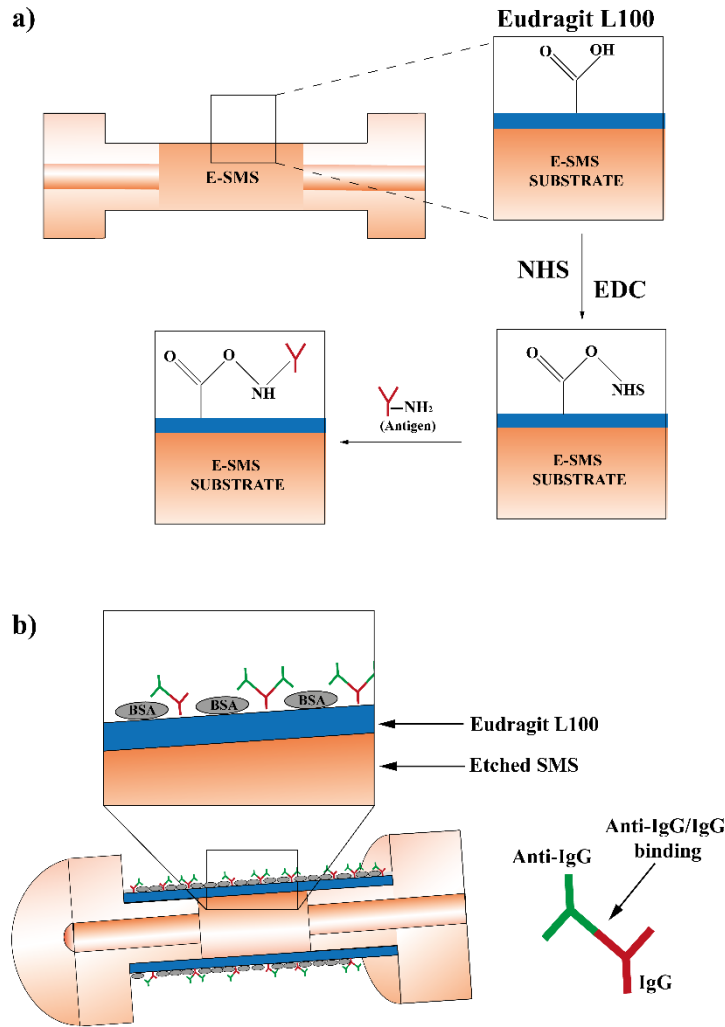 a)
Eudragit L100
O
OH
E-SMS
E-SMS
SUBSTRATE
NHS
EDC
O
O
NH
E-SMS
SUBSTRATE
NH₂
(Antigen)
O
O
NHS
E-SMS
SUBSTRATE
b)
BSA
BSA
BSA
Eudragit L100
Etched SMS
Anti-IgG/IgG
binding
Anti-IgG
IgG